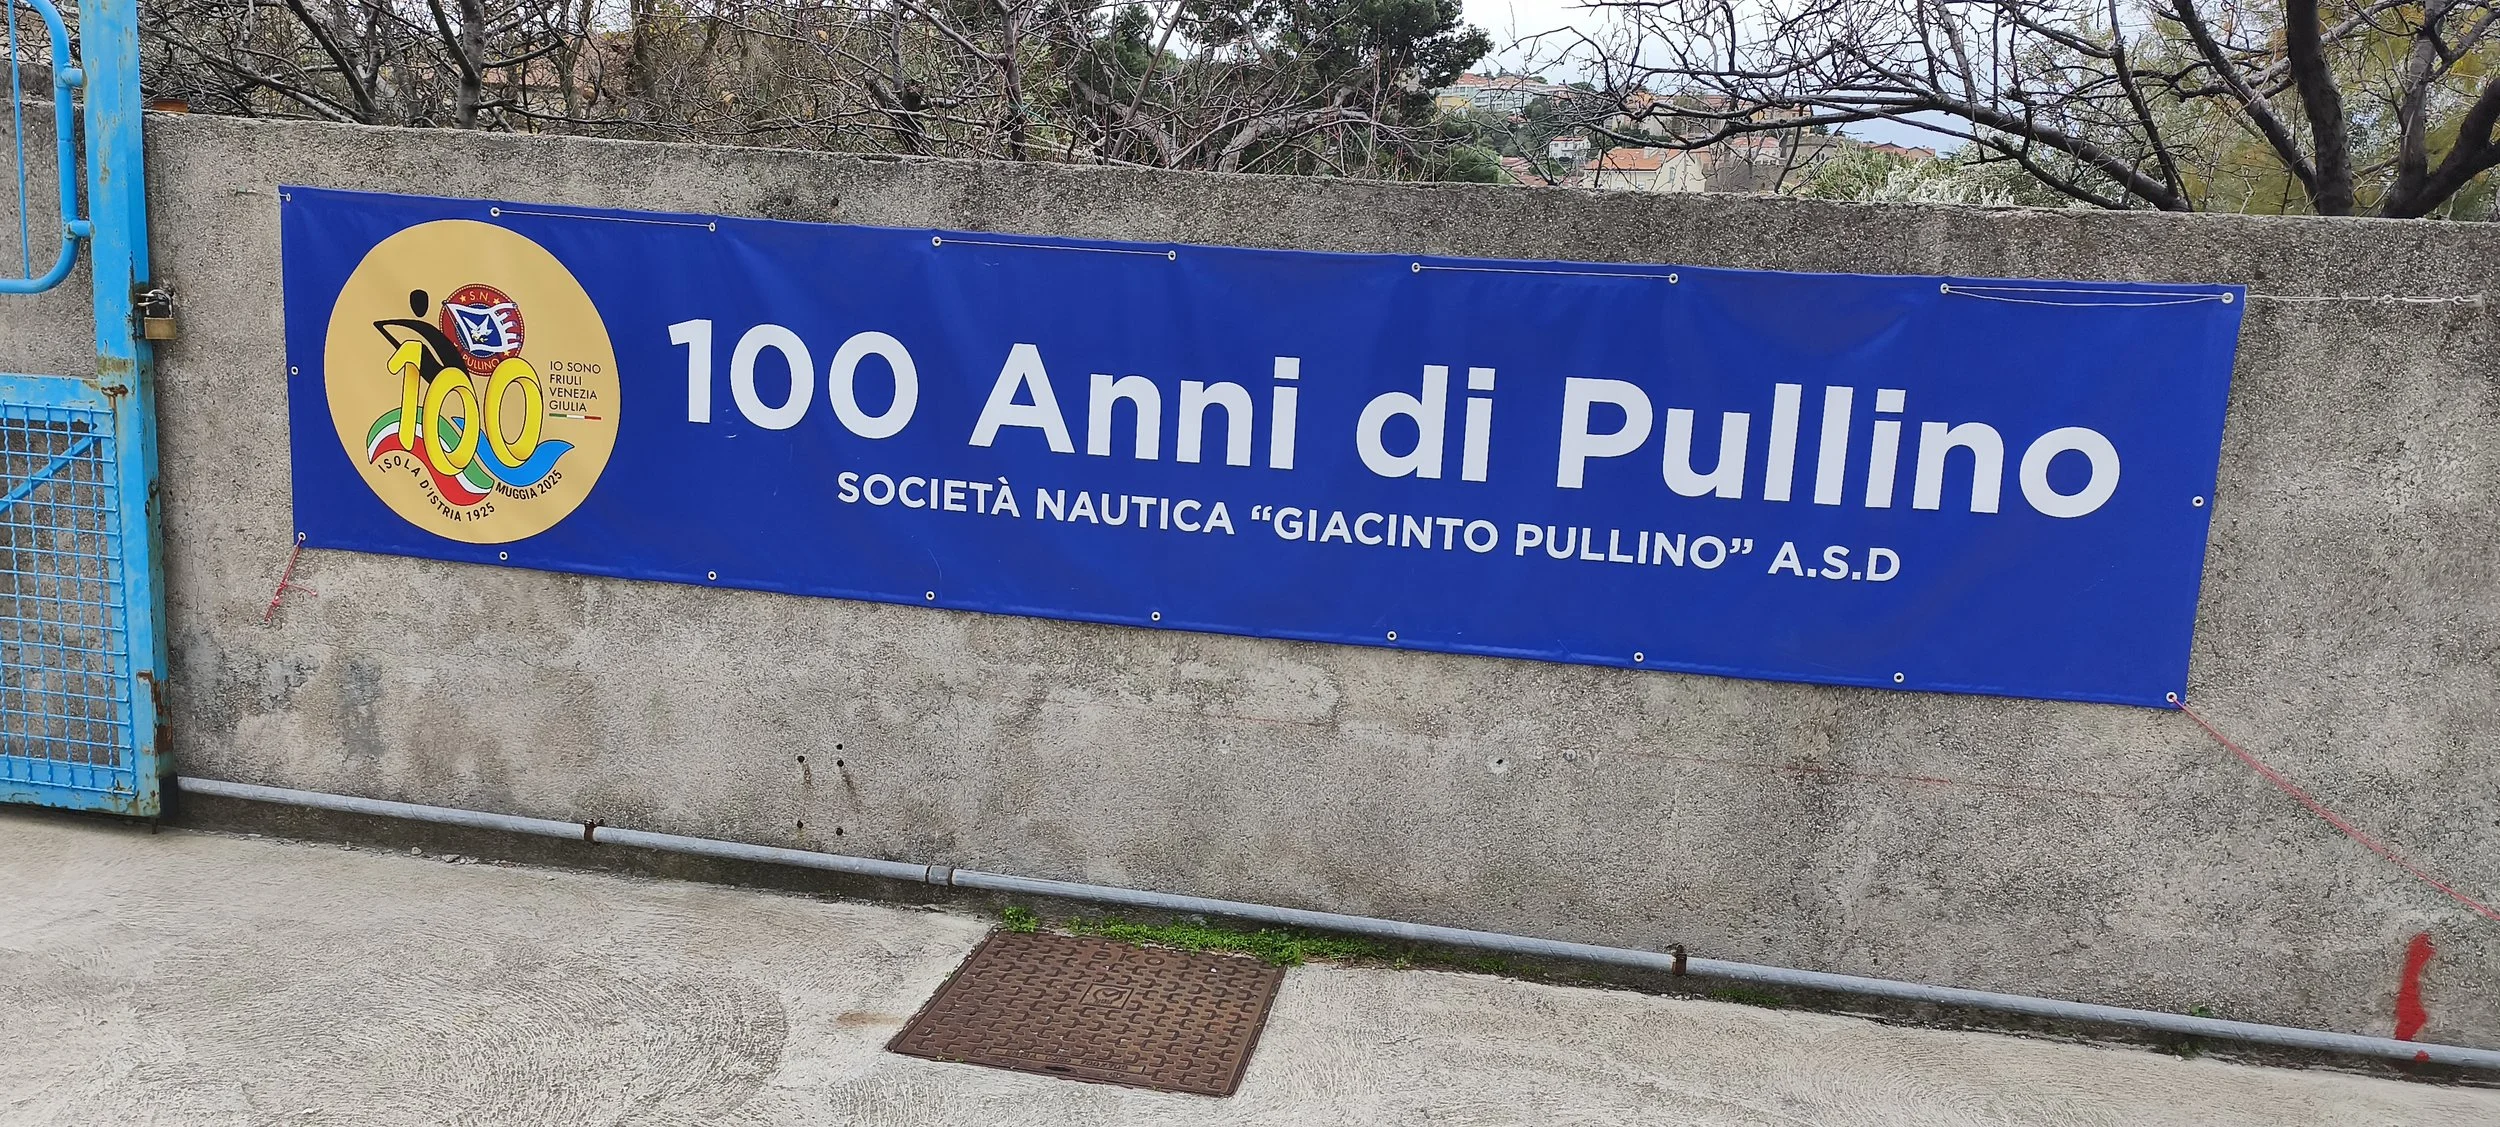 S.N.
PULLINO
100
IO SONO
FRIULI
VENEZIA
GIULIA
ISOLA D'ISTRIA 1925
MUGGIA 2025
100 Anni di Pullino
SOCIETÀ NAUTICA “GIACINTO PULLINO” A.S.D